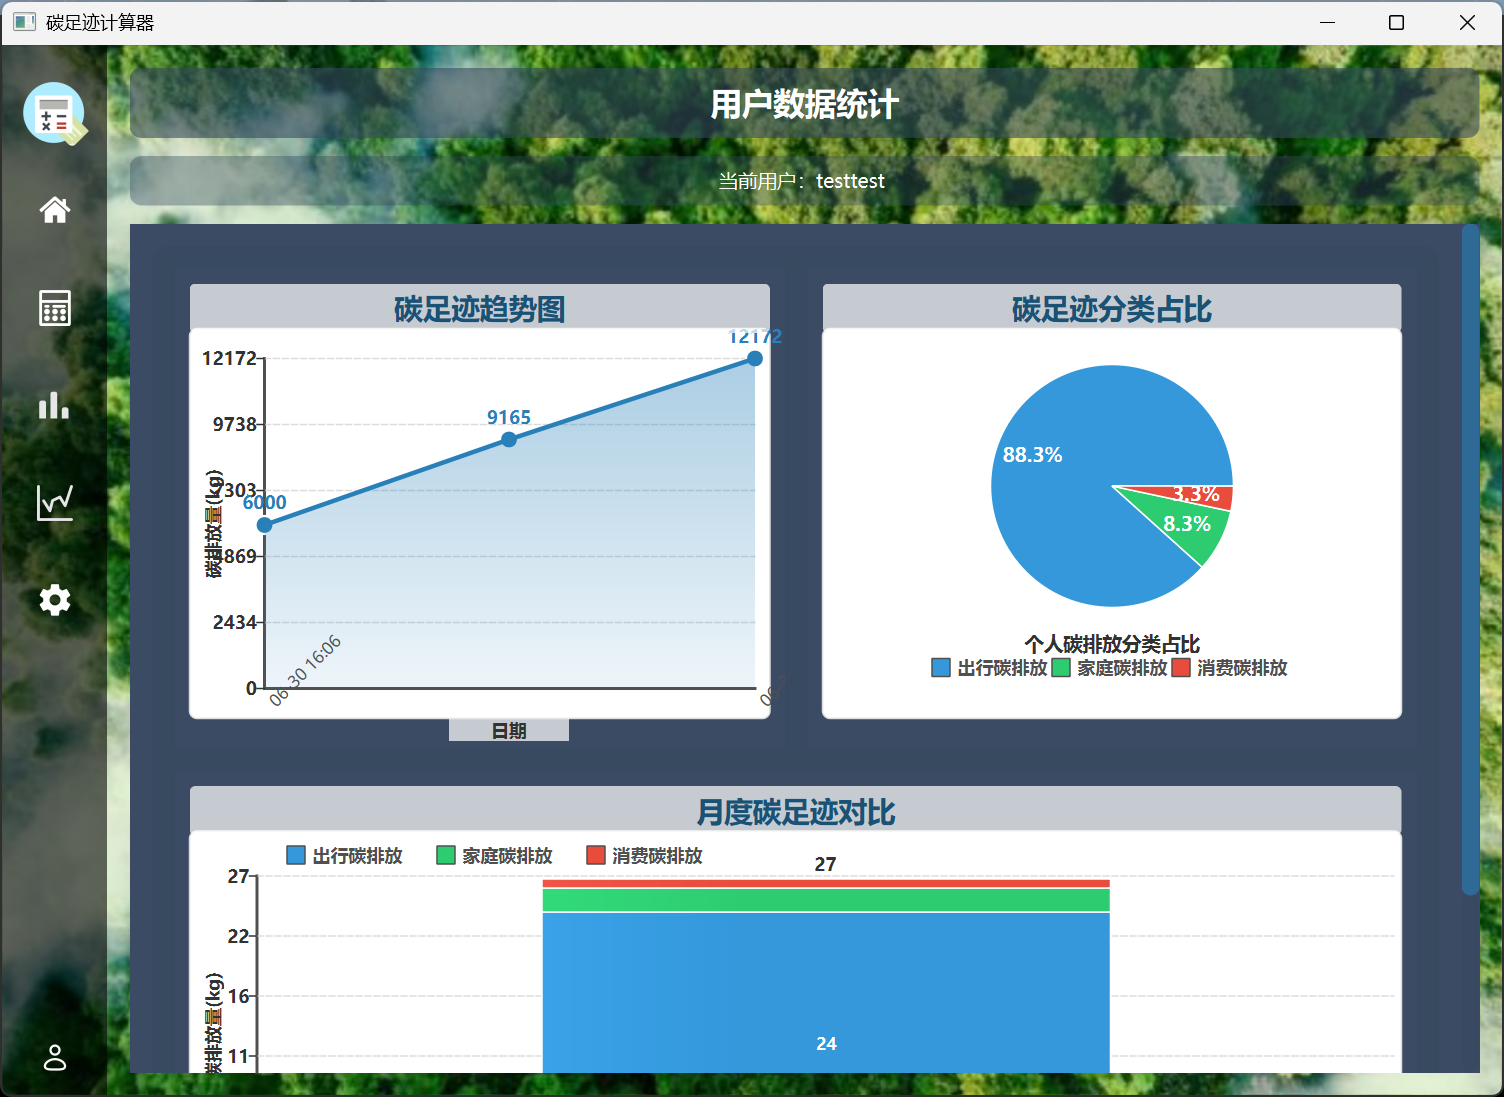 碳足迹计算器
用户数据统计
当前用户：testtest
碳足迹趋势图
12172
12172
9738
9165
7303
6000
4869
2434
0
碳排放量(kg)
06-30 16:06
日期
碳足迹分类占比
88.3%
3.3%
8.3%
个人碳排放分类占比
出行碳排放 家庭碳排放 消费碳排放
月度碳足迹对比
出行碳排放 家庭碳排放 消费碳排放
27
27
22
16
11
24
碳排放量(kg)